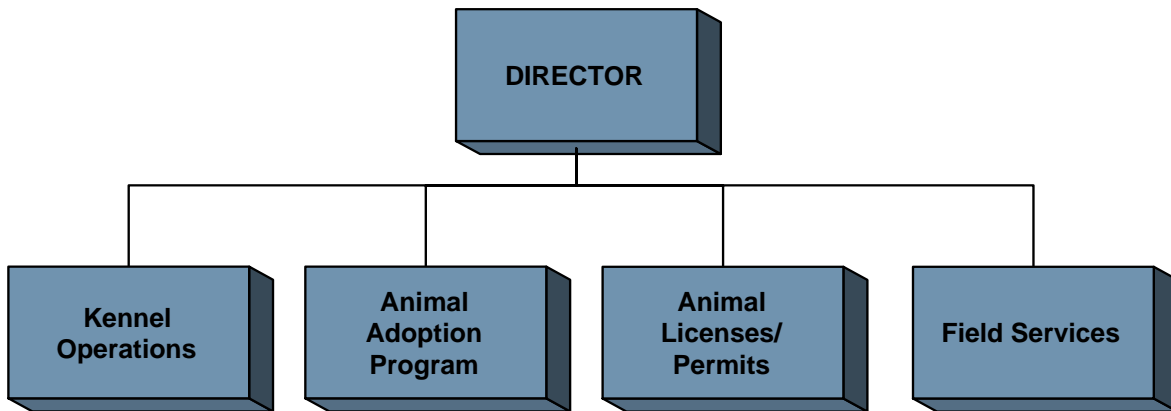 DIRECTOR
Kennel
Operations
Animal
Adoption
Program
Animal
Licenses/
Permits
Field Services